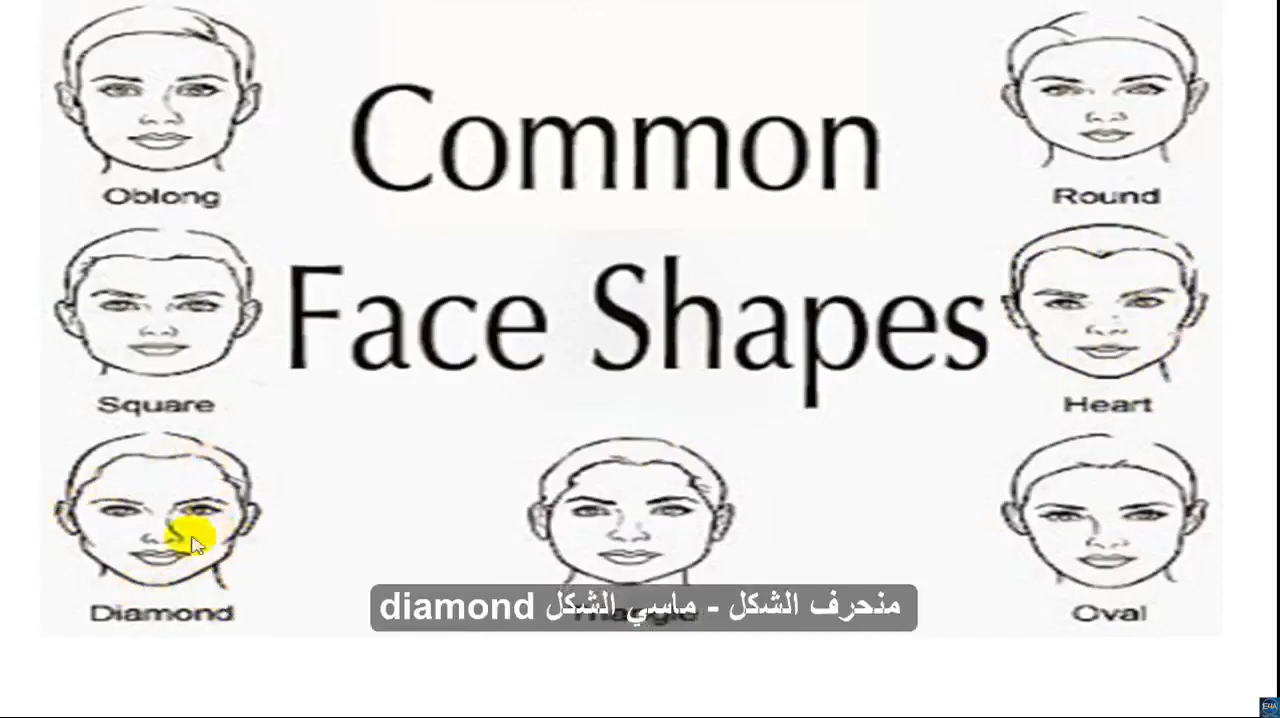 Common
Face Shapes
Oblong
Round
Square
Heart
Diamond
Oval
منحرف الشكل - ماسي الشكل diamond